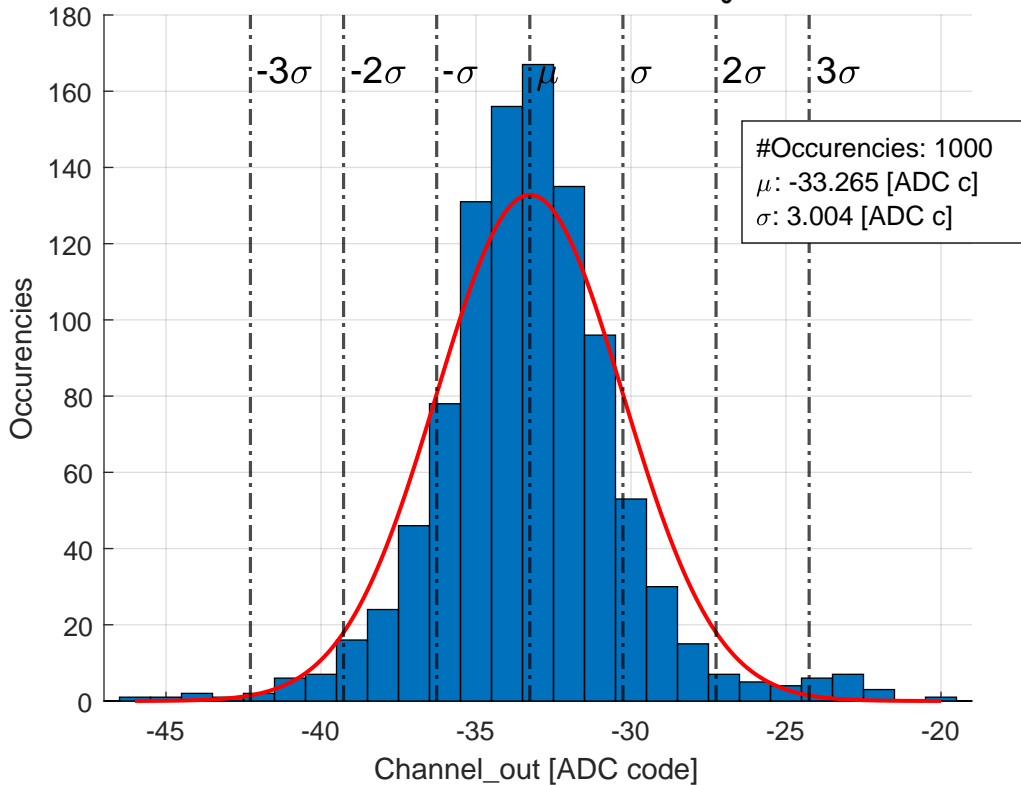 180
160
140
120
100
80
60
40
20
0
-3σ -2σ -σ μ σ 2σ 3σ
#Occurencies: 1000
μ: -33.265 [ADC c]
σ: 3.004 [ADC c]
Occurencies
-45 -40 -35 -30 -25 -20
Channel_out [ADC code]